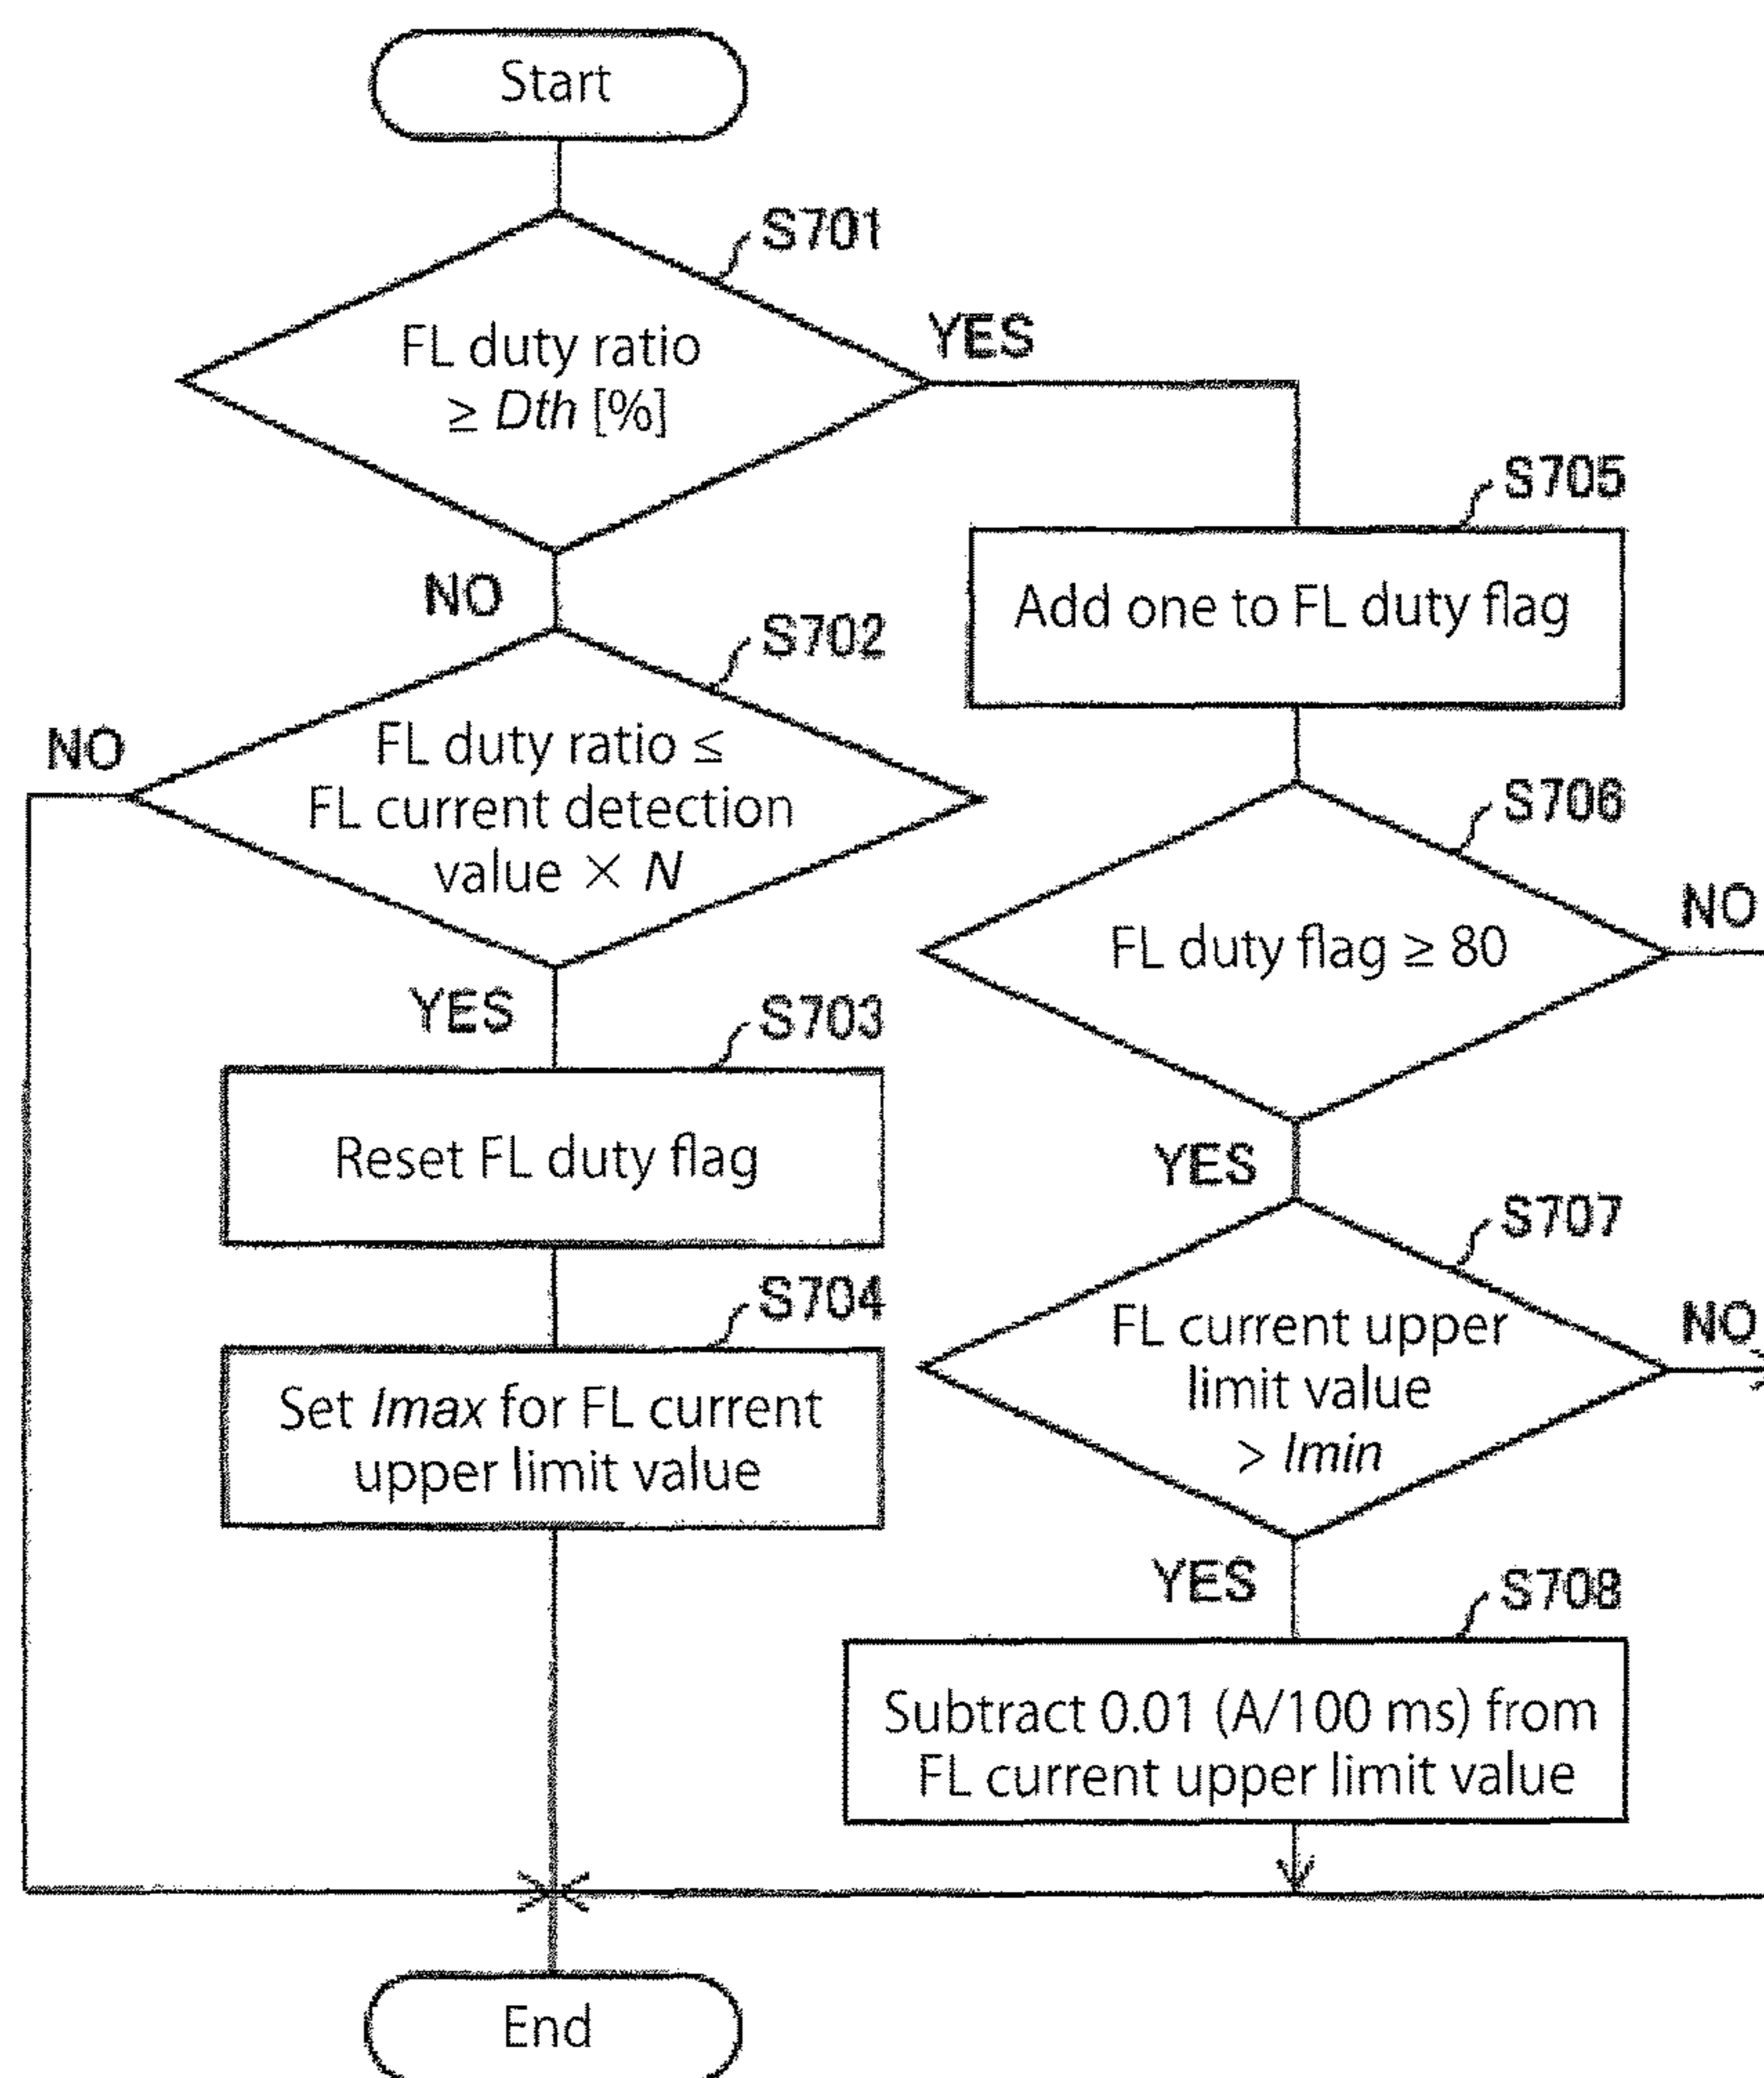 Start
S701
FL duty ratio
≥ Dth [%]
YES
NO
S702
FL duty ratio ≤
FL current detection
value × N
NO
YES
S703
Reset FL duty flag
S704
Set Imax for FL current
upper limit value
S705
Add one to FL duty flag
S706
FL duty flag ≥ 80
NO
YES
S707
FL current upper
limit value
> Imin
NO
YES
S708
Subtract 0.01 (A/100 ms) from
FL current upper limit value
End